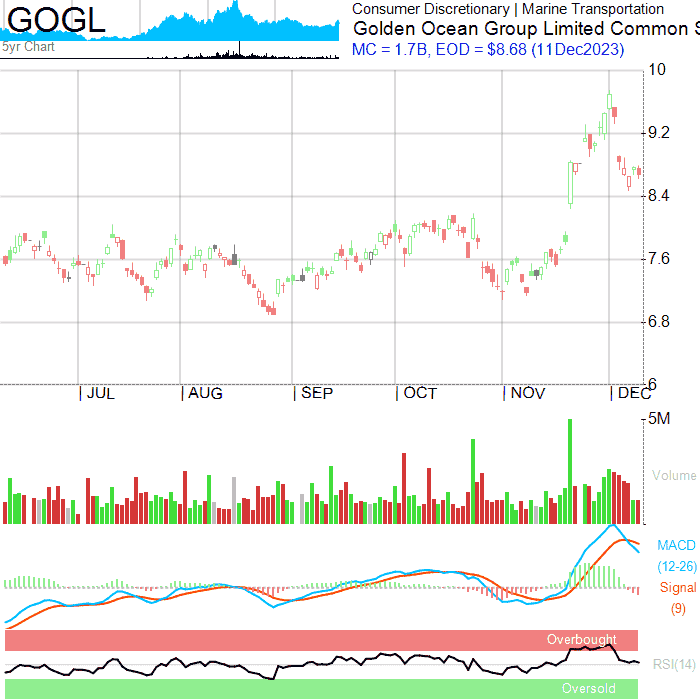 GOGL
5yr Chart
Consumer Discretionary | Marine Transportation
Golden Ocean Group Limited Common S
MC = 1.7B, EOD = $8.68 (11Dec2023)
10
9.2
8.4
7.6
6.8
6
JUL AUG SEP OCT NOV DEC
5M
Volume
MACD
(12-26)
Signal
(9)
Overbought
RSI(14)
Oversold